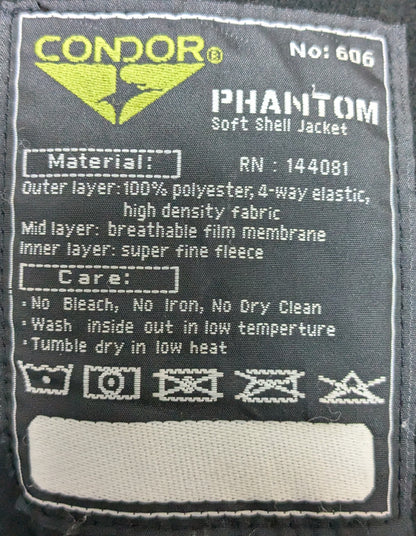 CONDOR®
No: 606
PHANTOM
Soft Shell Jacket
Material:
RN : 144081
Outer layer: 100% polyester, 4-way elastic,
high density fabric
Mid layer: breathable film membrane
Inner layer: super fine fleece
Care:
· No Bleach, No Iron, No Dry Clean
· Wash inside out in low temperture
· Tumble dry in low heat